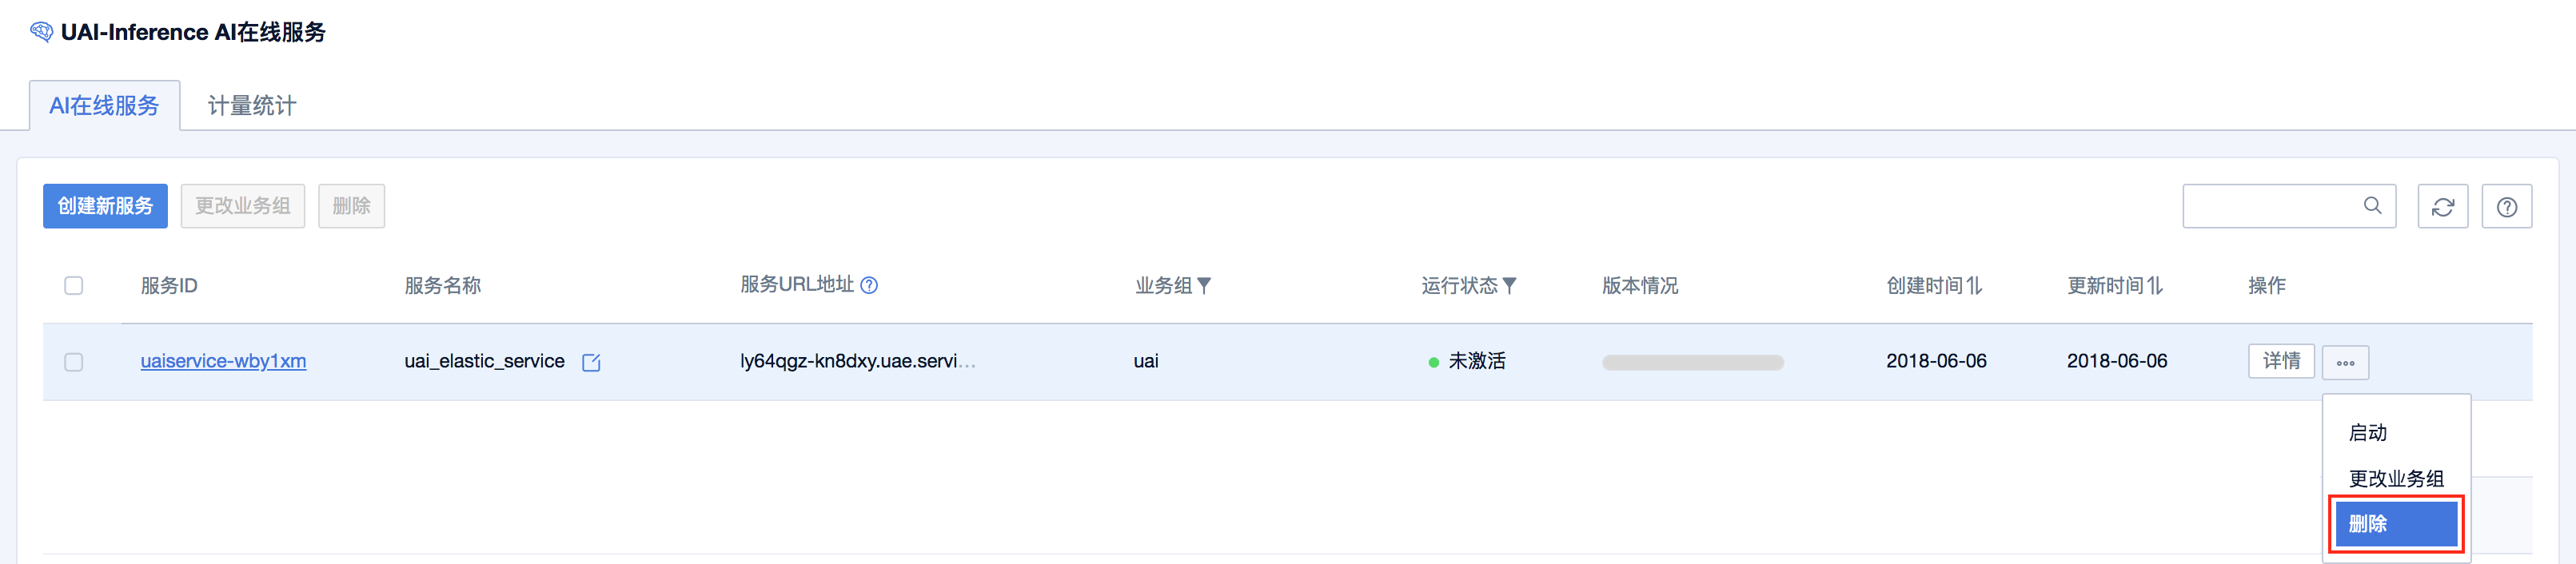 UAI-Inference AI在线服务
AI在线服务 计量统计
创建新服务 更改业务组 删除
服务ID 服务名称 服务URL地址 业务组 运行状态 版本情况 创建时间 更新时间 操作
uaiservice-wby1xm uai_elastic_service ly64qgz-kn8dxy.uae.servi... uai 未激活 2018-06-06 2018-06-06 详情
启动
更改业务组
删除